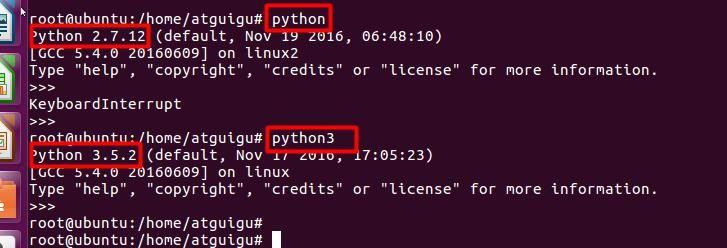 root@ubuntu:/home/atguigu# python
Python 2.7.12 (default, Nov 19 2016, 06:48:10)
[GCC 5.4.0 20160609] on linux2
Type "help", "copyright", "credits" or "license" for more information.
>>>
KeyboardInterrupt
>>>
root@ubuntu:/home/atguigu# python3
Python 3.5.2 (default, Nov 17 2016, 17:05:23)
[GCC 5.4.0 20160609] on linux
Type "help", "copyright", "credits" or "license" for more information.
>>>
root@ubuntu:/home/atguigu#
root@ubuntu:/home/atguigu#